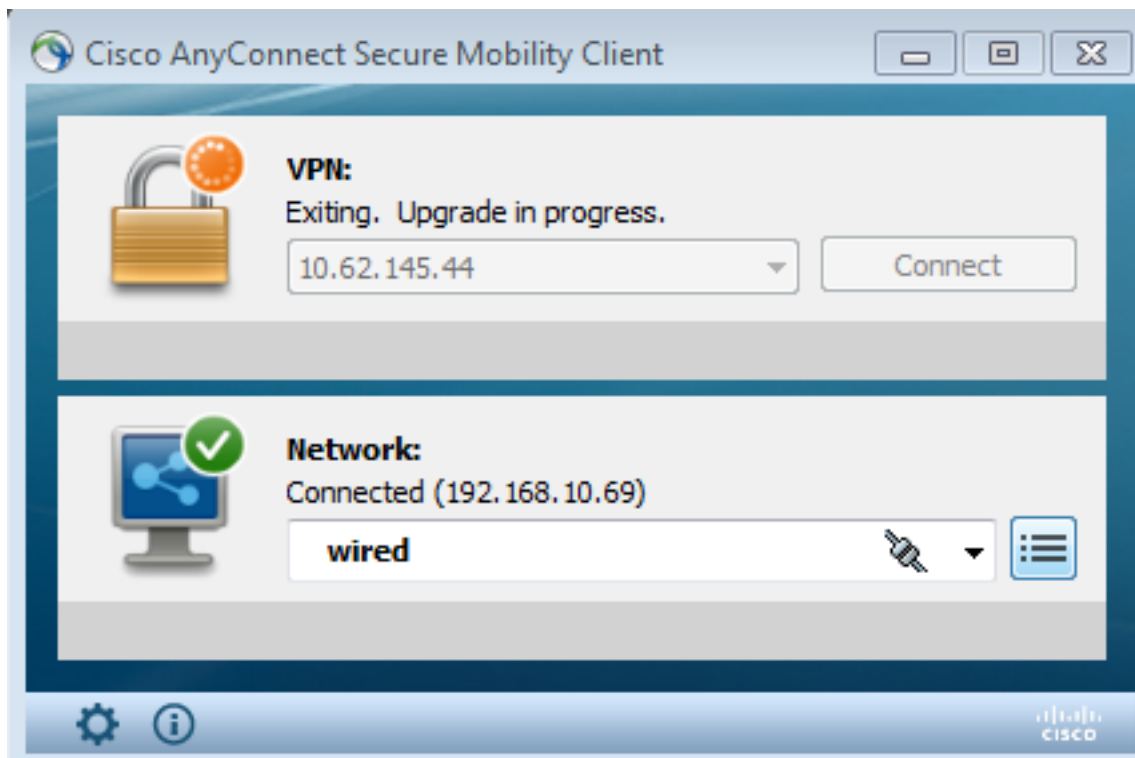 Cisco AnyConnect Secure Mobility Client
VPN:
Exiting. Upgrade in progress.
10.62.145.44
Connect
Network:
Connected (192.168.10.69)
wired
CISCO